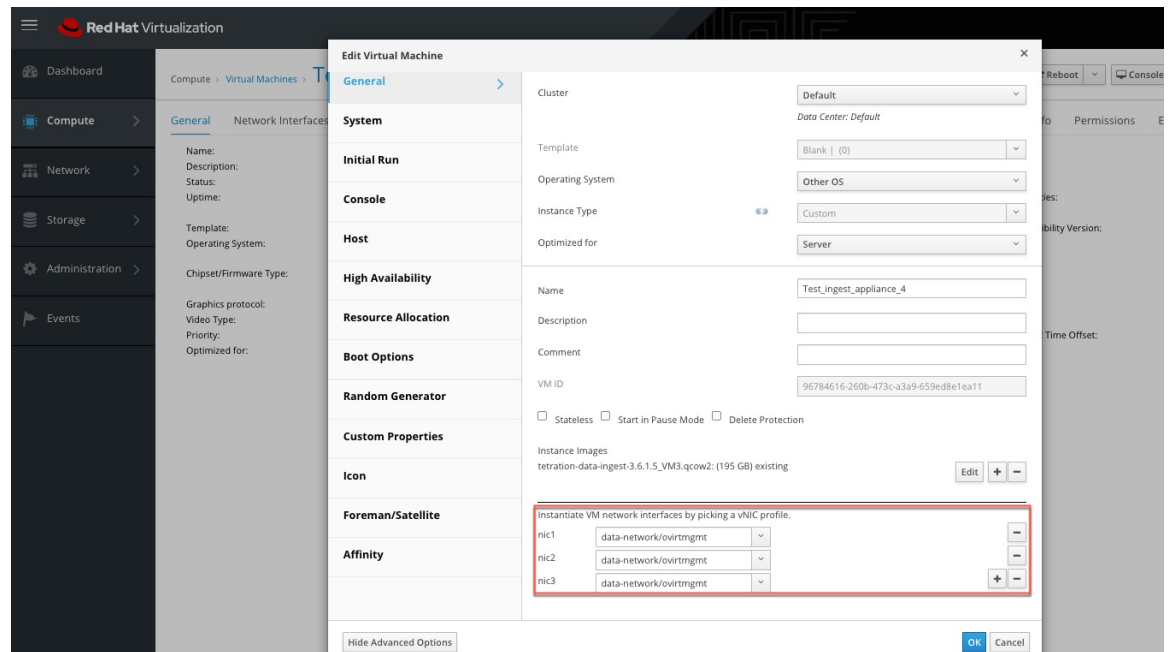 Red Hat Virtualization
Dashboard
Compute
Network
Storage
Administration
Events
Compute > Virtual Machines >
Reboot
Console
General
Network Interfaces
Permissions
Name:
Description:
Status:
Uptime:
Template:
Operating System:
Chipset/Firmware Type:
Graphics protocol:
Video Type:
Priority:
Optimized for:
Time Offset:
Edit Virtual Machine
General
System
Initial Run
Console
Host
High Availability
Resource Allocation
Boot Options
Random Generator
Custom Properties
Icon
Foreman/Satellite
Affinity
Cluster
Default
Data Center: Default
Template
Blank | (0)
Operating System
Other OS
Instance Type
Custom
Optimized for
Server
Name
Test_ingest_appliance_4
Description
Comment
VM ID
96784616-260b-473c-a3a9-659ed8e1ea11
Stateless Start in Pause Mode Delete Protection
Instance Images
tetration-data-ingest-3.6.1.5_VM3.qcow2: (195 GB) existing
Edit + −
Instantiate VM network interfaces by picking a vNIC profile.
nic1 data-network/ovirtmgmt −
nic2 data-network/ovirtmgmt −
nic3 data-network/ovirtmgmt + −
Hide Advanced Options
OK Cancel